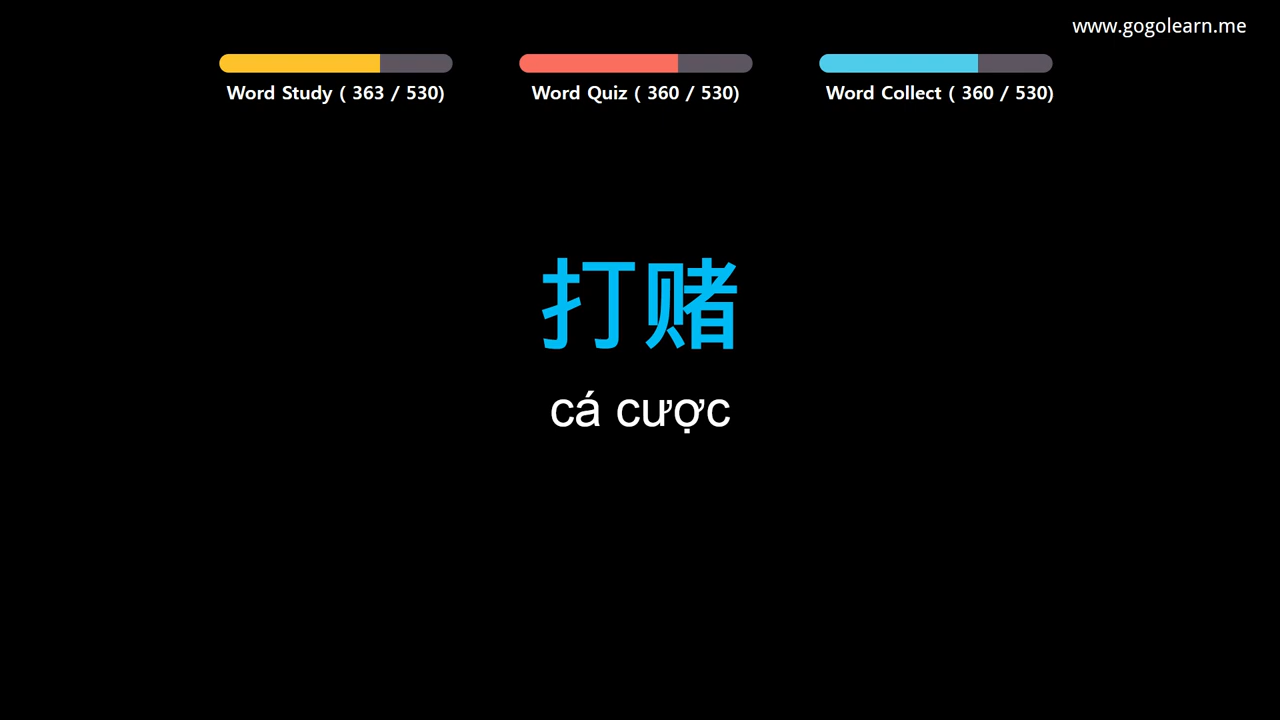 www.gogolearn.me
Word Study ( 363 / 530)
Word Quiz ( 360 / 530)
Word Collect ( 360 / 530)
打赌
cá cược